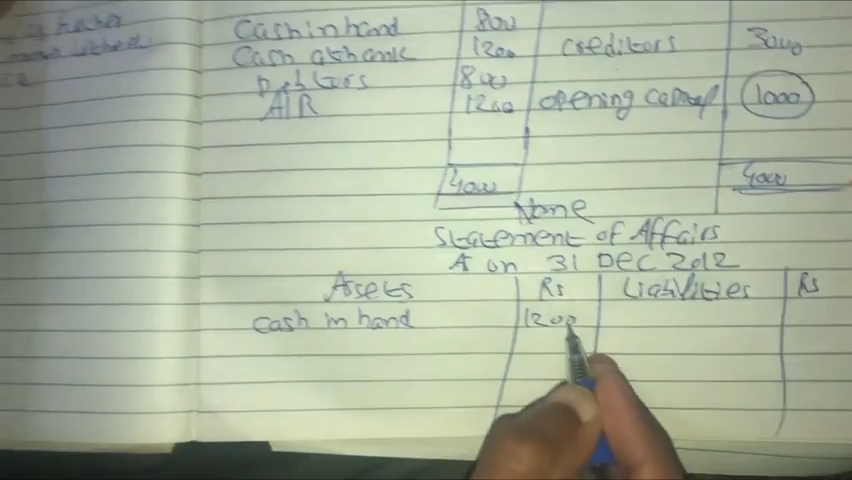 Cash in hand 800
Cash at bank 1200 creditors 3000
Debtors 800
A/R 1200 opening capital 1000
4000 4000
Name
Statement of Affairs
A on 31 DEC 2012
Assets Rs Liabilities Rs
Cash in hand 1200